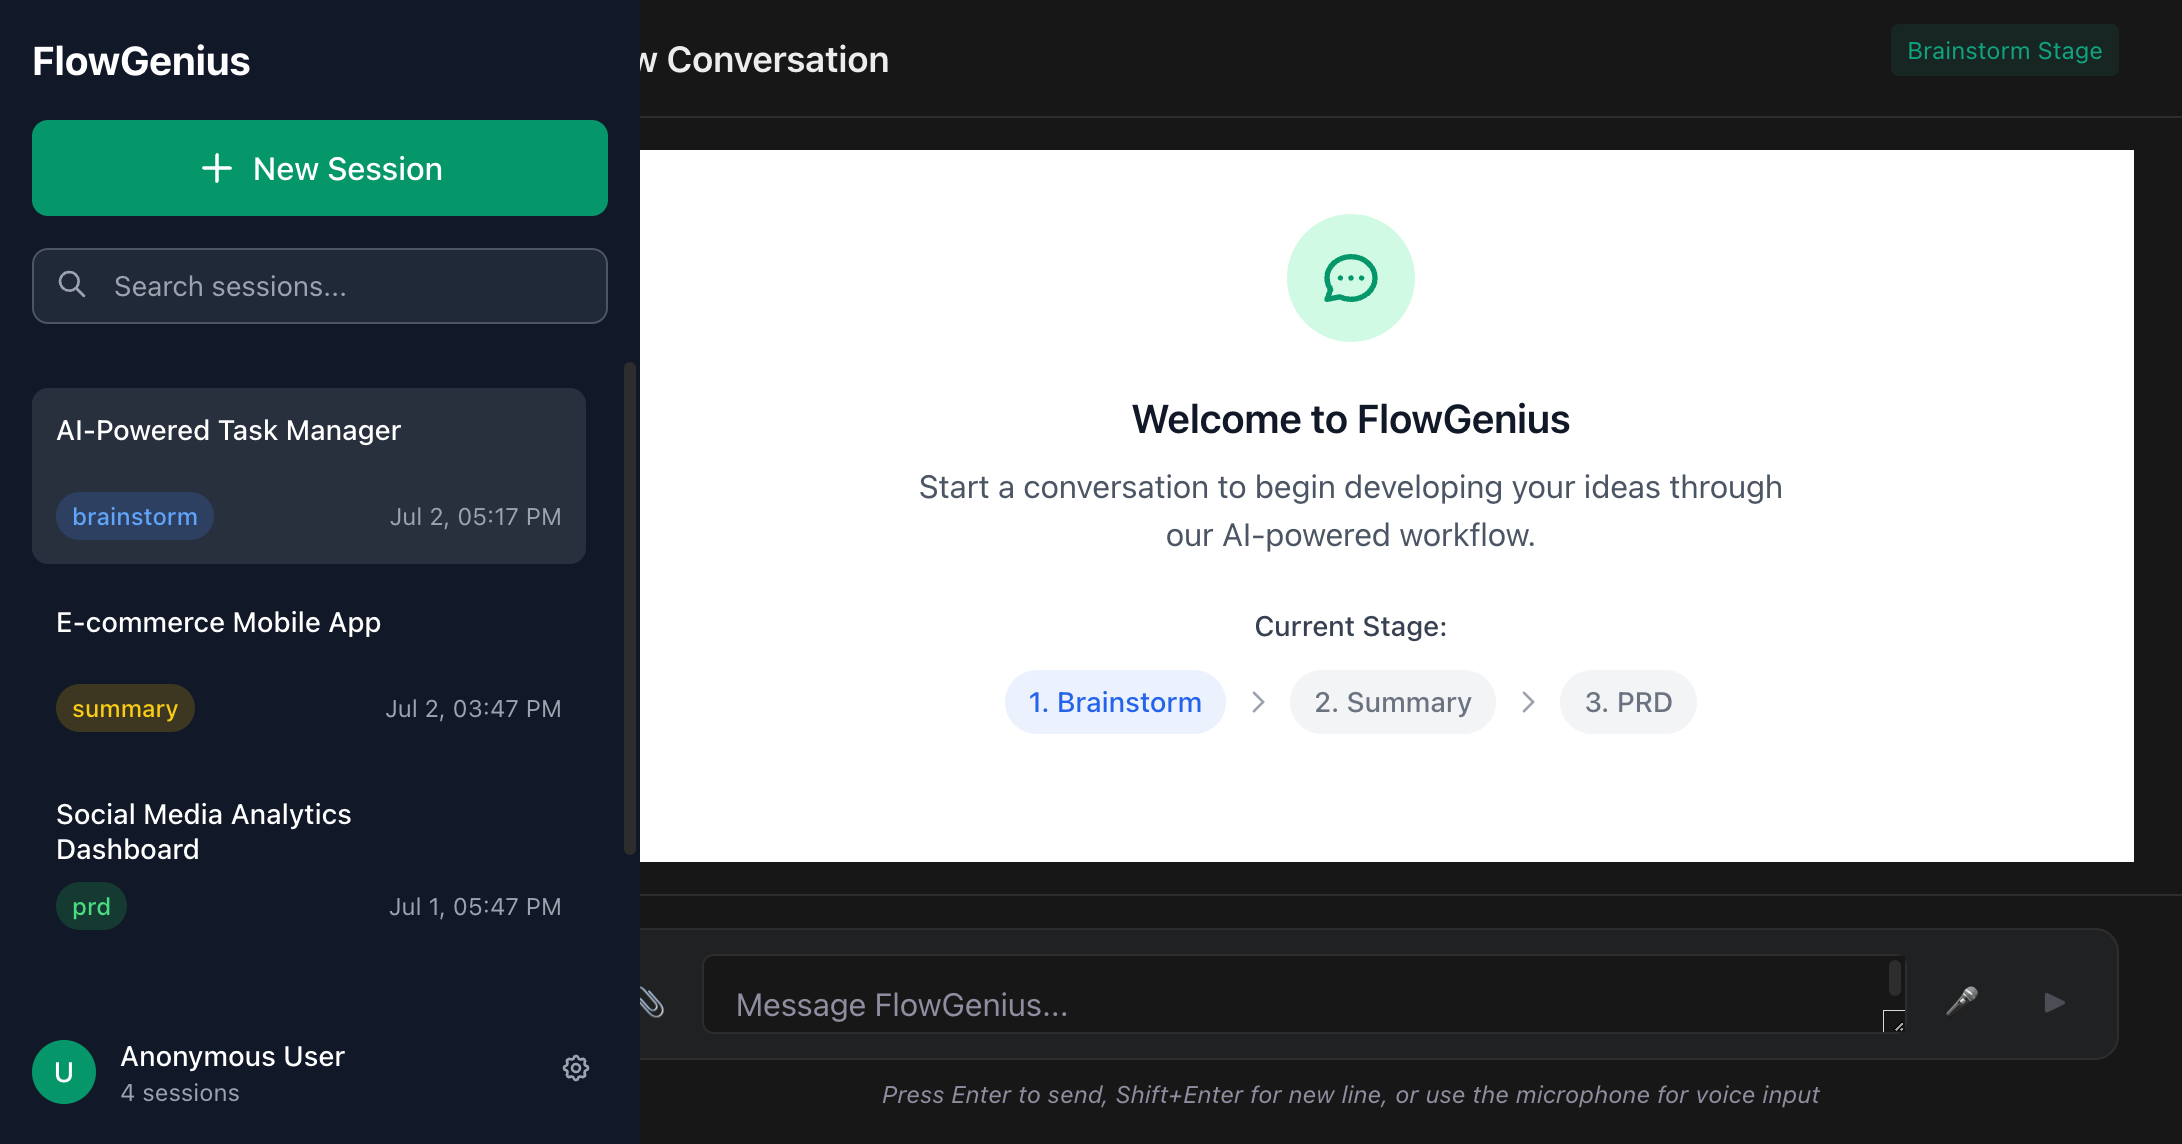 FlowGenius
New Session
Search sessions...
AI-Powered Task Manager
brainstorm
Jul 2, 05:17 PM
E-commerce Mobile App
summary
Jul 2, 03:47 PM
Social Media Analytics
Dashboard
prd
Jul 1, 05:47 PM
U
Anonymous User
4 sessions
w Conversation
Brainstorm Stage
Welcome to FlowGenius
Start a conversation to begin developing your ideas through
our AI-powered workflow.
Current Stage:
1. Brainstorm
2. Summary
3. PRD
Message FlowGenius...
Press Enter to send, Shift+Enter for new line, or use the microphone for voice input